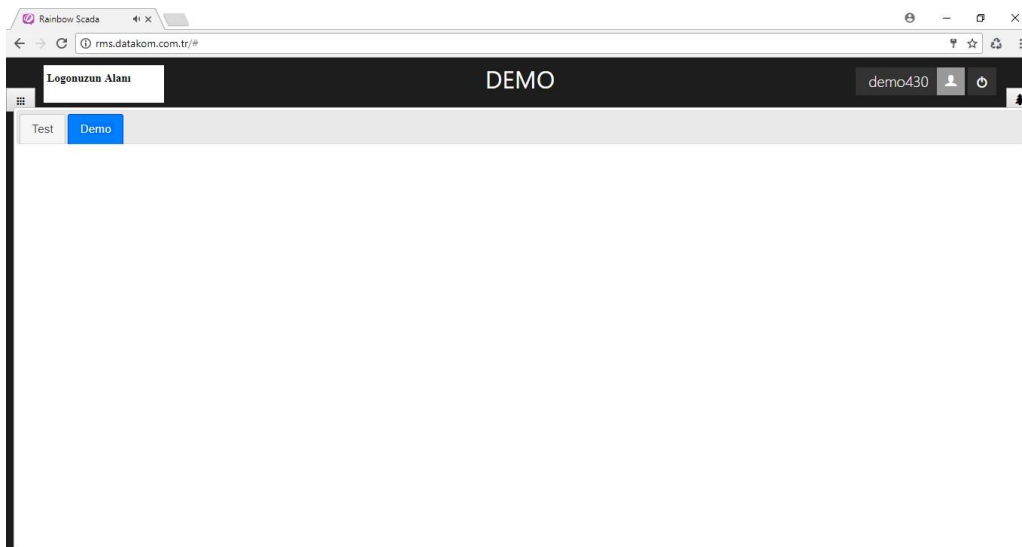 Rainbow Scada
rms.datakom.com.tr/#
Logonuzun Alanı
DEMO
demo430
Test
Demo